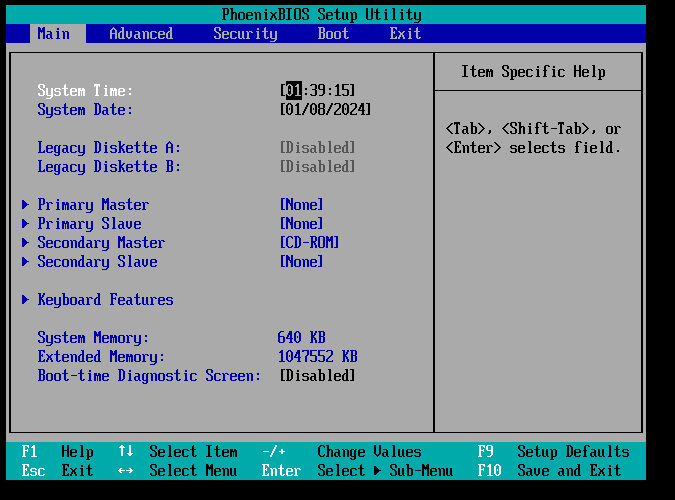 PhoenixBIOS Setup Utility
Main Advanced Security Boot Exit
Item Specific Help
System Time: [01:39:15]
System Date: [01/08/2024]
<Tab>, <Shift-Tab>, or
<Enter> selects field.
Legacy Diskette A: [Disabled]
Legacy Diskette B: [Disabled]
Primary Master [None]
Primary Slave [None]
Secondary Master [CD-ROM]
Secondary Slave [None]
Keyboard Features
System Memory: 640 KB
Extended Memory: 1047552 KB
Boot-time Diagnostic Screen: [Disabled]
F1 Help ↑↓ Select Item -/+ Change Values F9 Setup Defaults
Esc Exit ↔ Select Menu Enter Select ▶ Sub-Menu F10 Save and Exit